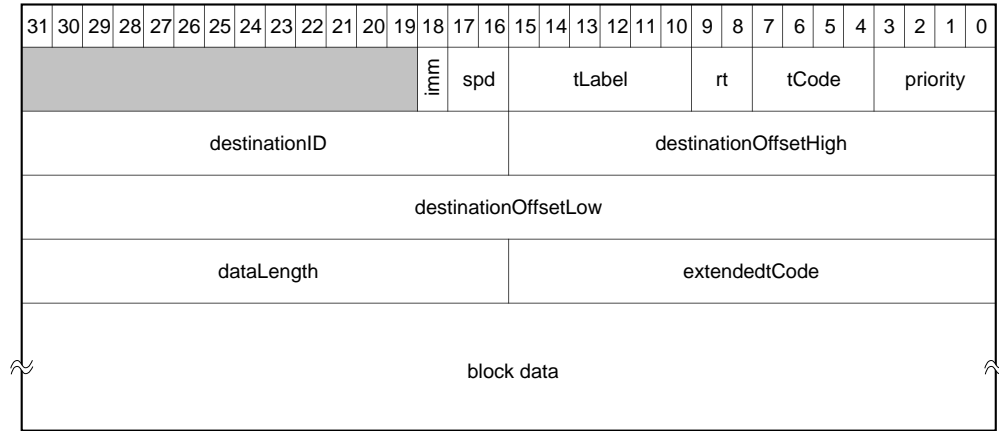 31 30 29 28 27 26 25 24 23 22 21 20 19 18 17 16 15 14 13 12 11 10 9 8 7 6 5 4 3 2 1 0
imm spd tLabel rt tCode priority
destinationID destinationOffsetHigh
destinationOffsetLow
dataLength extendedtCode
block data